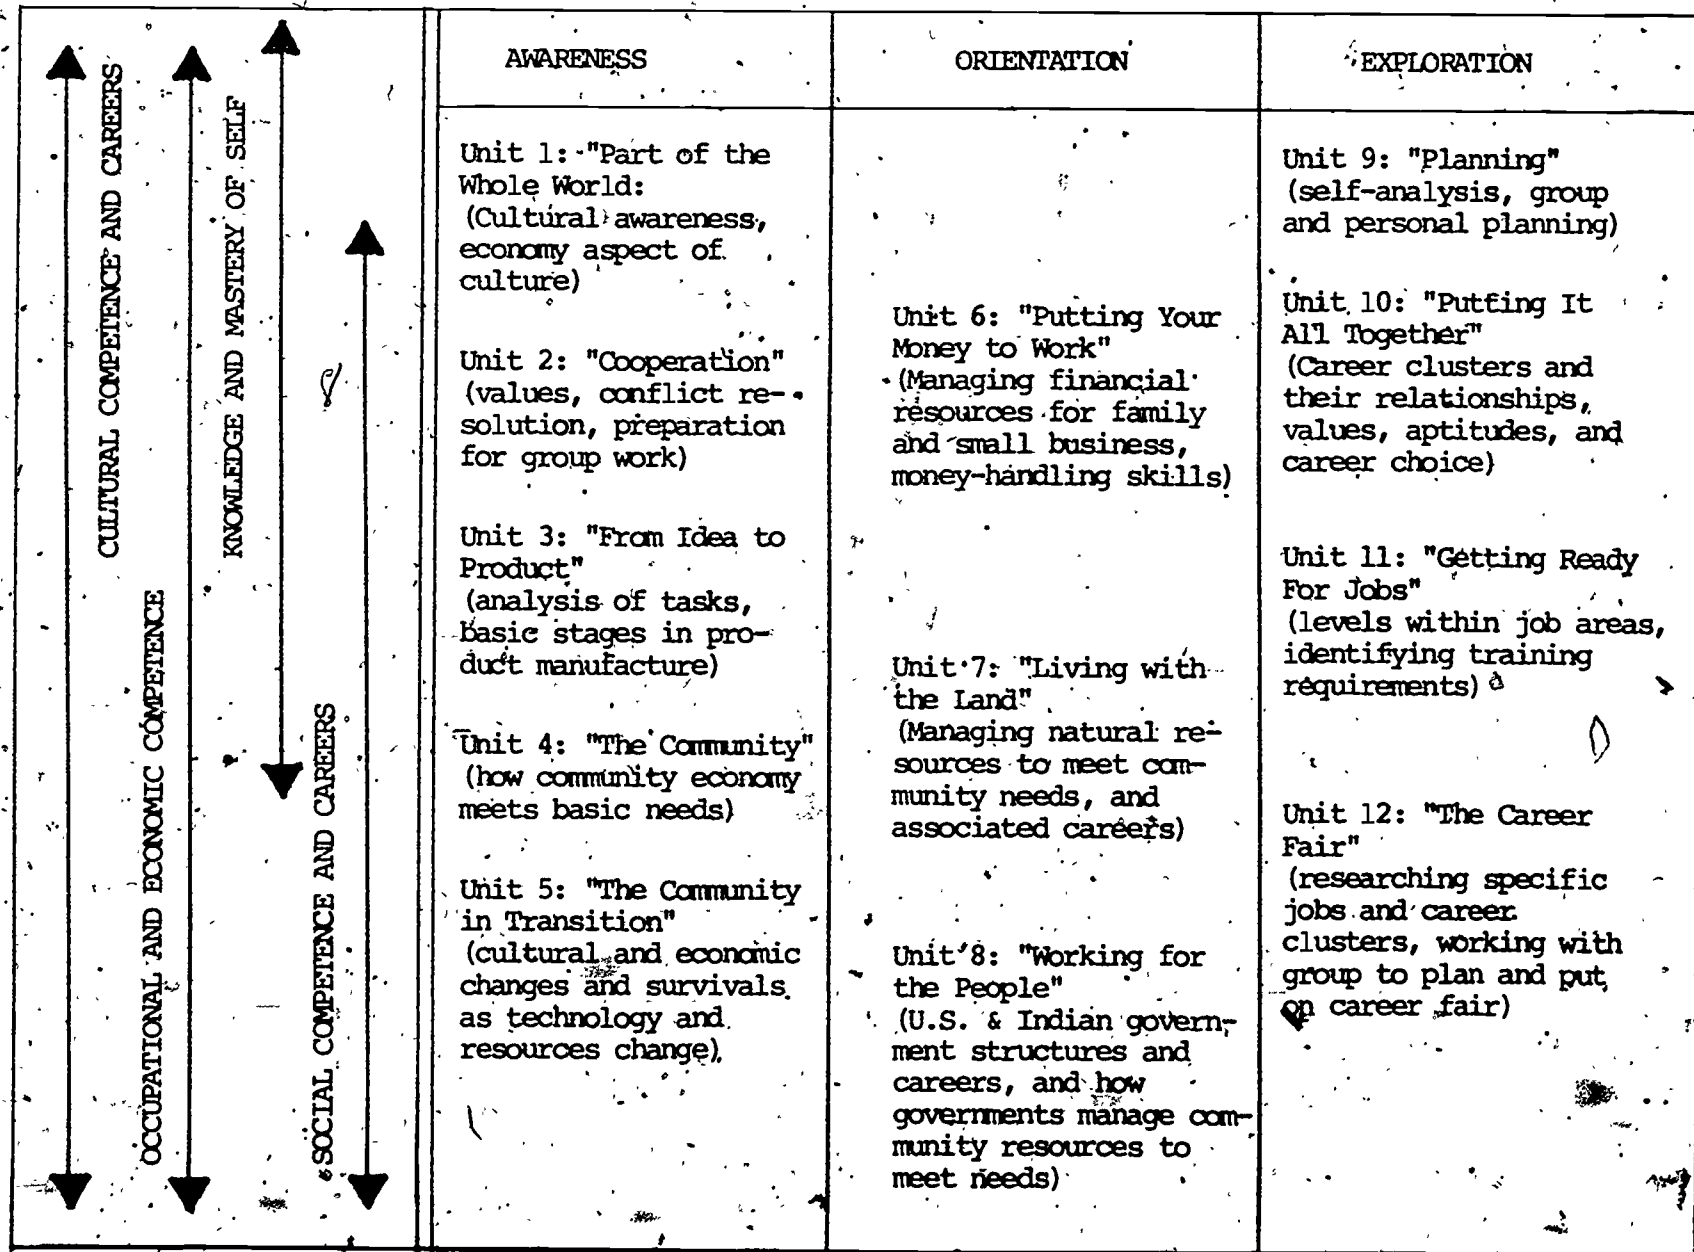 CULTURAL COMPETENCE AND CAREERS
OCCUPATIONAL AND ECONOMIC COMPETENCE
KNOWLEDGE AND MASTERY OF SELF
SOCIAL COMPETENCE AND CAREERS
AWARENESS
Unit 1: "Part of the
Whole World:
(Cultural awareness,
economy aspect of
culture)
Unit 2: "Cooperation"
(values, conflict re-
solution, preparation
for group work)
Unit 3: "From Idea to
Product"
(analysis of tasks,
basic stages in pro-
duct manufacture)
Unit 4: "The Community"
(how community economy
meets basic needs)
Unit 5: "The Community
in Transition"
(cultural and economic
changes and survivals
as technology and
resources change)
ORIENTATION
Unit 6: "Putting Your
Money to Work"
(Managing financial
resources for family
and small business,
money-handling skills)
Unit 7: "Living with
the Land"
(Managing natural re-
sources to meet com-
munity needs, and
associated careers)
Unit 8: "Working for
the People"
(U.S. & Indian govern-
ment structures and
careers, and how
governments manage com-
munity resources to
meet needs)
EXPLORATION
Unit 9: "Planning"
(self-analysis, group
and personal planning)
Unit 10: "Putting It
All Together"
(Career clusters and
their relationships,
values, aptitudes, and
career choice)
Unit 11: "Getting Ready
For Jobs"
(levels within job areas,
identifying training
requirements)
Unit 12: "The Career
Fair"
(researching specific
jobs and career
clusters, working with
group to plan and put
on career fair)